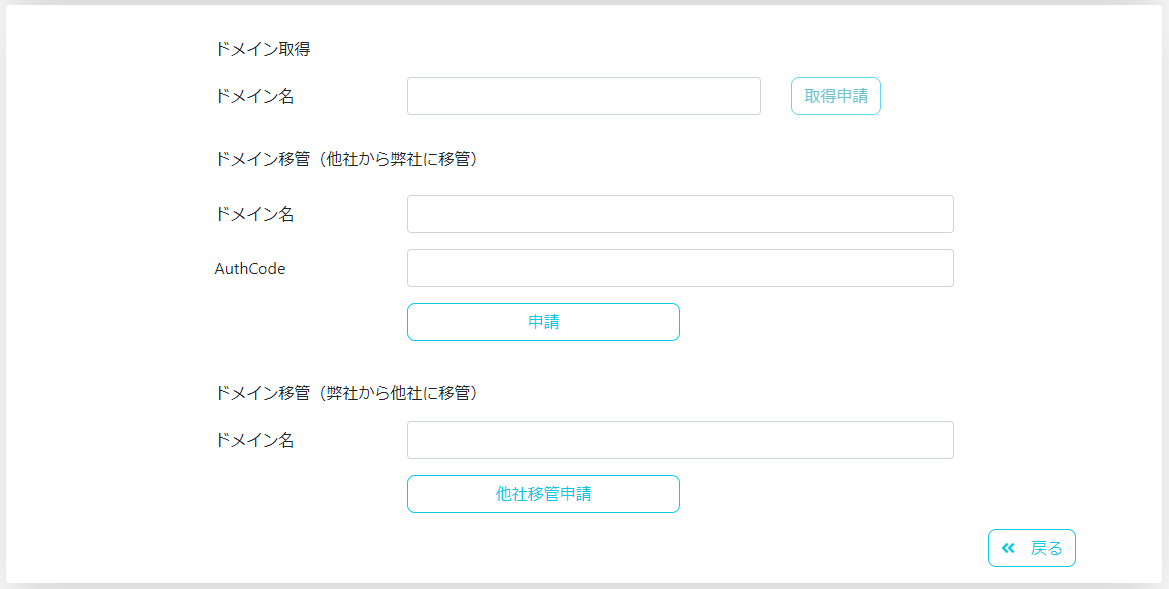 ドメイン取得
ドメイン名
取得申請
ドメイン移管（他社から弊社に移管）
ドメイン名
AuthCode
申請
ドメイン移管（弊社から他社に移管）
ドメイン名
他社移管申請
戻る